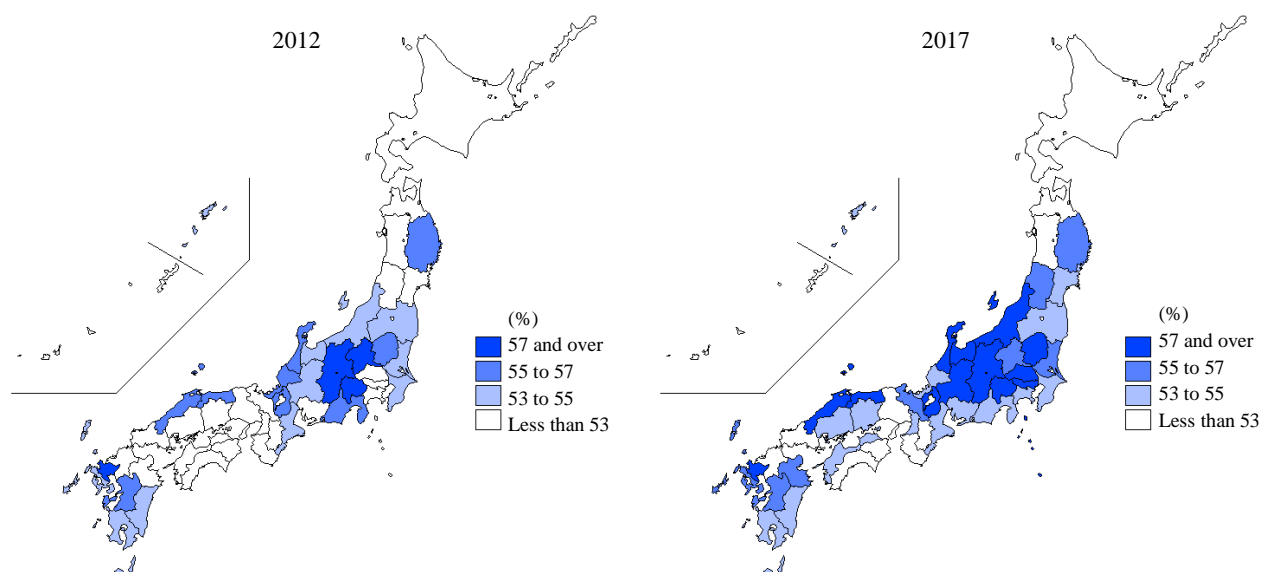 2012
(%)
57 and over
55 to 57
53 to 55
Less than 53
2017
(%)
57 and over
55 to 57
53 to 55
Less than 53